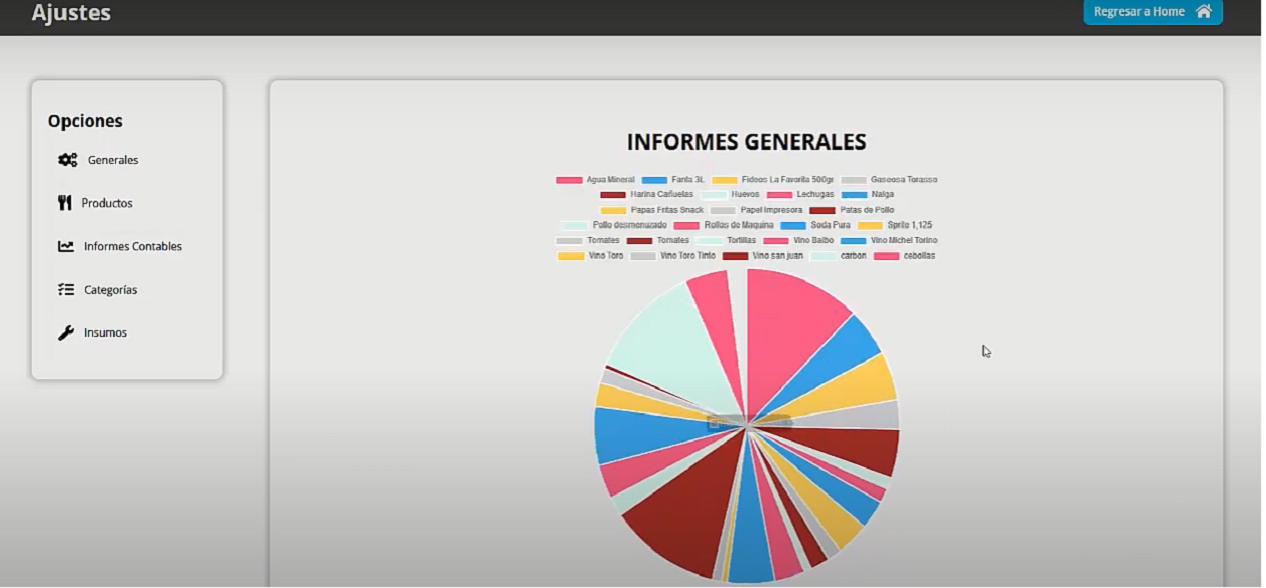 Ajustes
Regresar a Home
Opciones
Generales
Productos
Informes Contables
Categorías
Insumos
INFORMES GENERALES
Agua Mineral Fanta 3L Fideos La Favorita 500gr Gaseosa Torasso
Harina Cañuelas Huevos Lechugas Nalga
Papas Fritas Snack Papel Impresora Patas de Pollo
Pollo desmenuzado Rollos de Maquina Soda Pura Sprite 1,125
Tomates Tomates Tortillas Vino Balbo Vino Michel Torino
Vino Toro Vino Toro Tinto Vino san juan carbon cebollas